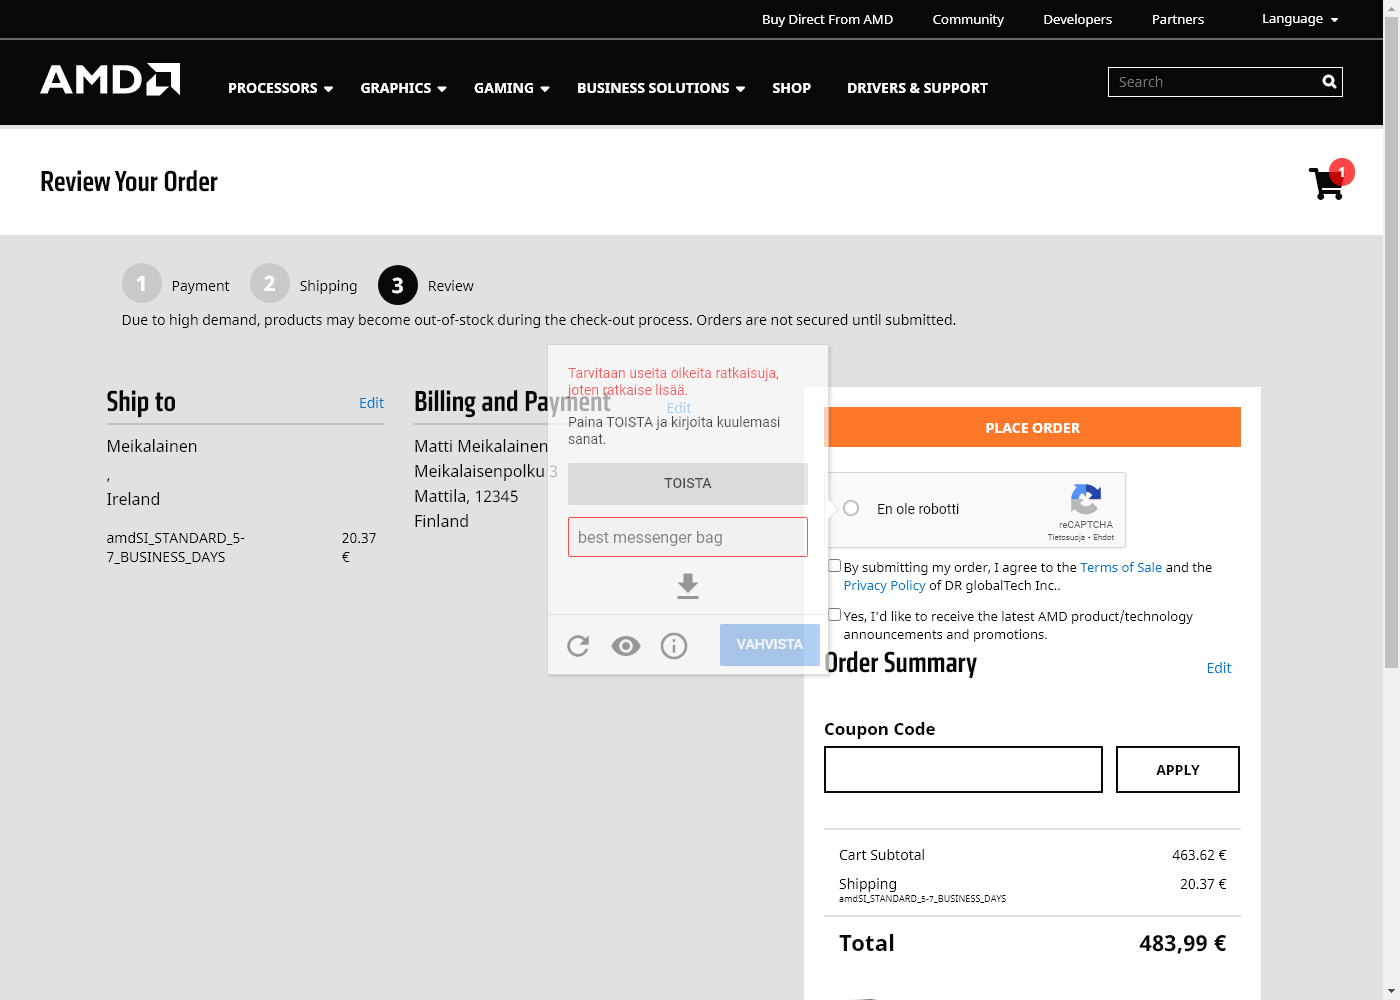 Buy Direct From AMD Community Developers Partners Language
AMD
PROCESSORS GRAPHICS GAMING BUSINESS SOLUTIONS SHOP DRIVERS & SUPPORT
Search
Review Your Order
1
1 Payment 2 Shipping 3 Review
Due to high demand, products may become out-of-stock during the check-out process. Orders are not secured until submitted.
Ship to
Edit
Meikalainen
,
Ireland
amdSI_STANDARD_5-
7_BUSINESS_DAYS
20.37
€
Billing and Payment
Edit
Matti Meikalainen
Meikalaisenpolku 3
Mattila, 12345
Finland
Tarvitaan useita oikeita ratkaisuja,
joten ratkaise lisää.
Paina TOISTA ja kirjoita kuulemasi
sanat.
TOISTA
best messenger bag
VAHVISTA
PLACE ORDER
En ole robotti
reCAPTCHA
Tietosuoja - Ehdot
By submitting my order, I agree to the Terms of Sale and the
Privacy Policy of DR globalTech Inc..
Yes, I'd like to receive the latest AMD product/technology
announcements and promotions.
Order Summary
Edit
Coupon Code
APPLY
Cart Subtotal 463.62 €
Shipping 20.37 €
amdSI_STANDARD_5-7_BUSINESS_DAYS
Total 483,99 €